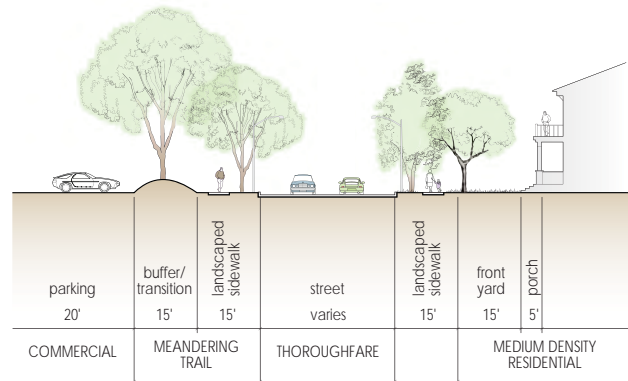 parking
20'
buffer/
transition
15'
landscaped
sidewalk
15'
street
varies
landscaped
sidewalk
15'
front
yard
15'
porch
5'
COMMERCIAL
MEANDERING
TRAIL
THOROUGHFARE
MEDIUM DENSITY
RESIDENTIAL